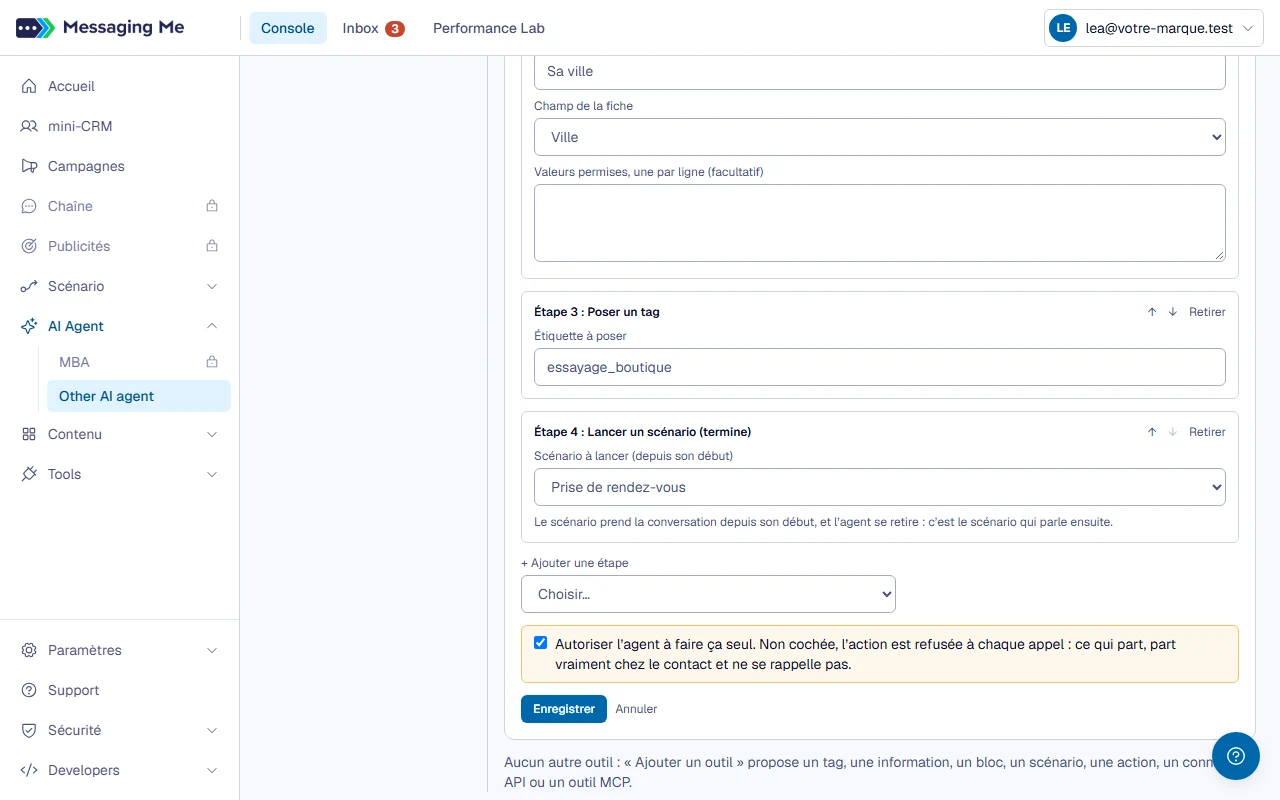 Messaging Me
Console
Inbox 3
Performance Lab
LE lea@votre-marque.test
Accueil
mini-CRM
Campagnes
Chaîne
Publicités
Scénario
AI Agent
MBA
Other AI agent
Contenu
Tools
Paramètres
Support
Sécurité
Developers
Sa ville
Champ de la fiche
Ville
Valeurs permises, une par ligne (facultatif)
Étape 3 : Poser un tag ↑ ↓ Retirer
Étiquette à poser
essayage_boutique
Étape 4 : Lancer un scénario (termine) ↑ ↓ Retirer
Scénario à lancer (depuis son début)
Prise de rendez-vous
Le scénario prend la conversation depuis son début, et l'agent se retire : c'est le scénario qui parle ensuite.
+ Ajouter une étape
Choisir...
Autoriser l'agent à faire ça seul. Non cochée, l'action est refusée à chaque appel : ce qui part, part
vraiment chez le contact et ne se rappelle pas.
Enregistrer Annuler
Aucun autre outil : « Ajouter un outil » propose un tag, une information, un bloc, un scénario, une action, un
API ou un outil MCP.